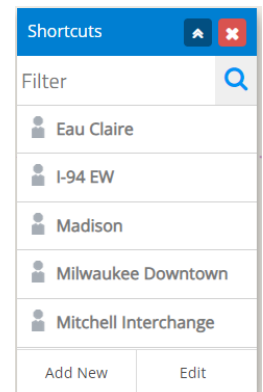 Shortcuts
Filter
Eau Claire
I-94 EW
Madison
Milwaukee Downtown
Mitchell Interchange
Add New Edit